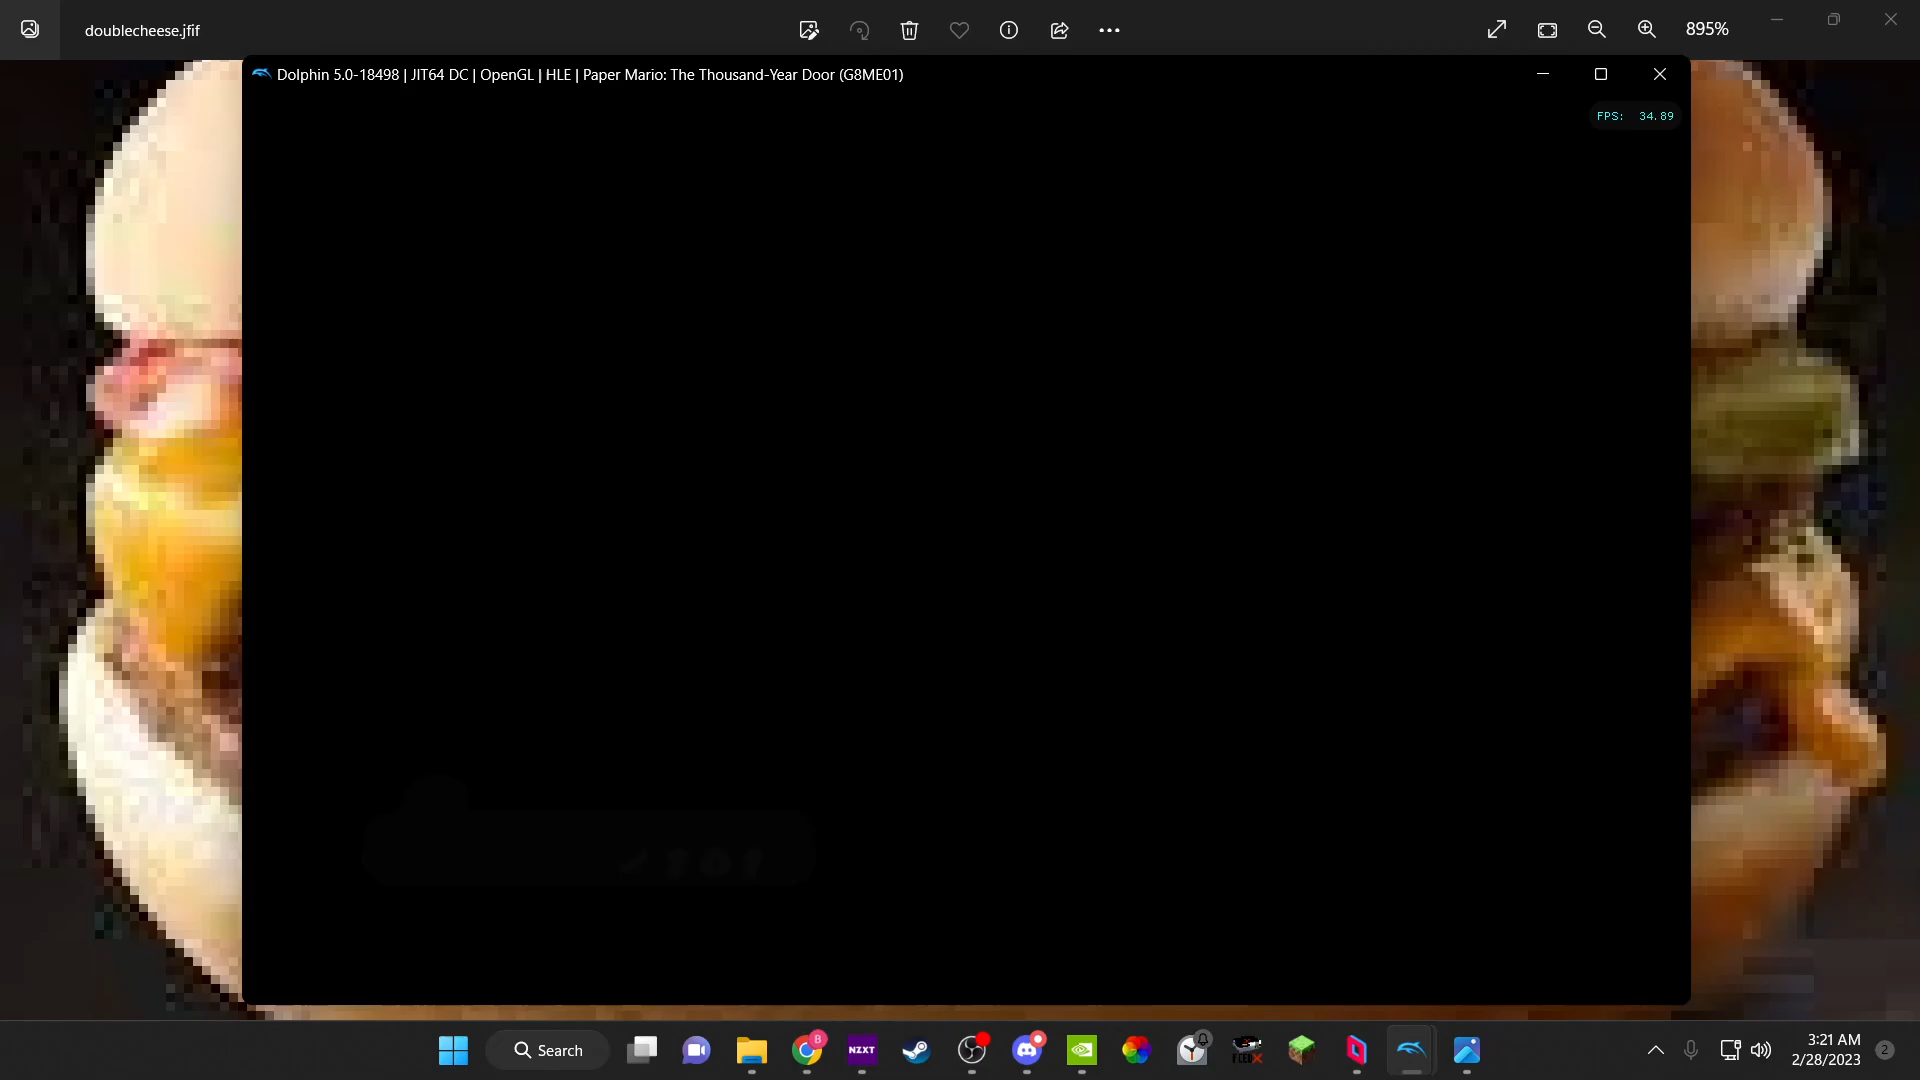 doublecheese.jfif
895%
Dolphin 5.0-18498 | JIT64 DC | OpenGL | HLE | Paper Mario: The Thousand-Year Door (G8ME01)
FPS: 34.89
Search
B
NZXT
3:21 AM
2/28/2023
2